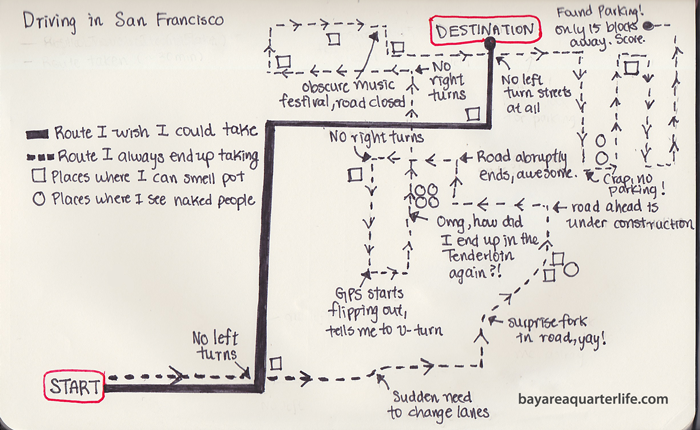 Driving in San Francisco
DESTINATION
Found Parking!
only 15 blocks
away. Score.
obscure music
festival, road closed
No
right
turns
No left
turn streets
at all
Route I wish I could take
Route I always end up taking
Places where I can smell pot
Places where I see naked people
No right turns
Road abruptly
ends, awesome.
Crap, no
parking!
road ahead is
under construction
Omg, how did
I end up in the
Tenderloin
again?!
GPS starts
flipping out,
tells me to U-turn
surprise fork
in road, yay!
No left
turns
START
Sudden need
to change lanes
bayareaquarterlife.com